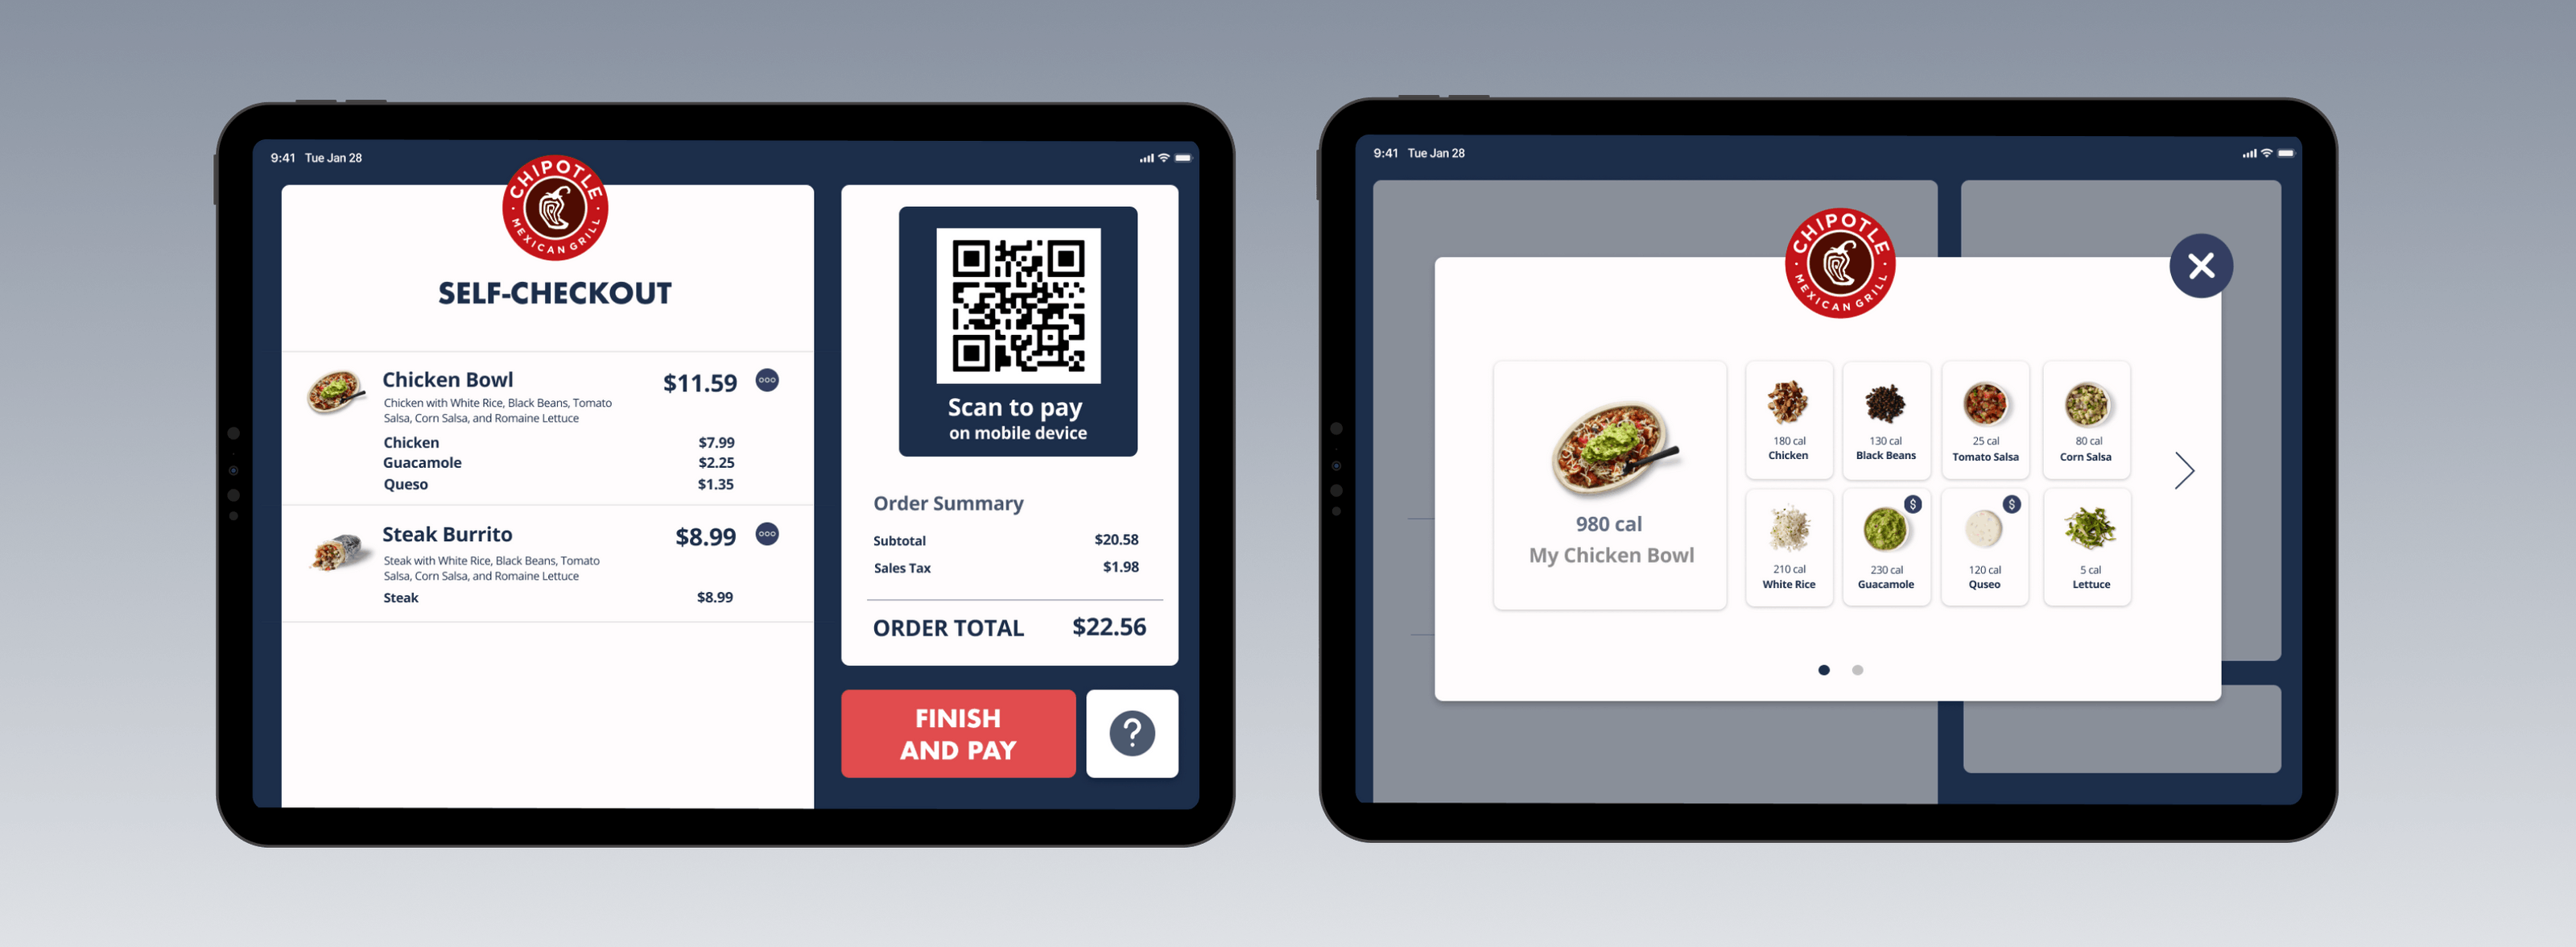 9:41 Tue Jan 28
CHIPOTLE
MEXICAN GRILL
SELF-CHECKOUT
Chicken Bowl $11.59
Chicken with White Rice, Black Beans, Tomato
Salsa, Corn Salsa, and Romaine Lettuce
Chicken $7.99
Guacamole $2.25
Queso $1.35
Steak Burrito $8.99
Steak with White Rice, Black Beans, Tomato
Salsa, Corn Salsa, and Romaine Lettuce
Steak $8.99
Scan to pay
on mobile device
Order Summary
Subtotal $20.58
Sales Tax $1.98
ORDER TOTAL $22.56
FINISH
AND PAY
?
9:41 Tue Jan 28
CHIPOTLE
MEXICAN GRILL
980 cal
My Chicken Bowl
180 cal
Chicken
130 cal
Black Beans
25 cal
Tomato Salsa
80 cal
Corn Salsa
210 cal
White Rice
$
230 cal
Guacamole
$
120 cal
Quseo
5 cal
Lettuce